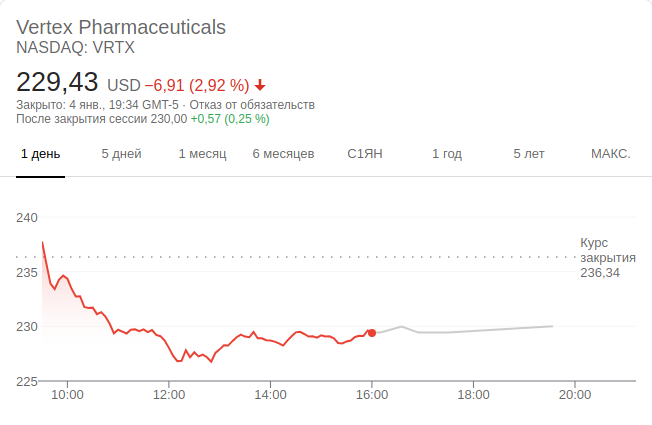 Vertex Pharmaceuticals
NASDAQ: VRTX
229,43 USD −6,91 (2,92 %)
Закрыто: 4 янв., 19:34 GMT-5 · Отказ от обязательств
После закрытия сессии 230,00 +0,57 (0,25 %)
1 день 5 дней 1 месяц 6 месяцев С1ЯН 1 год 5 лет МАКС.
240
Курс
закрытия
236,34
235
230
225
10:00 12:00 14:00 16:00 18:00 20:00